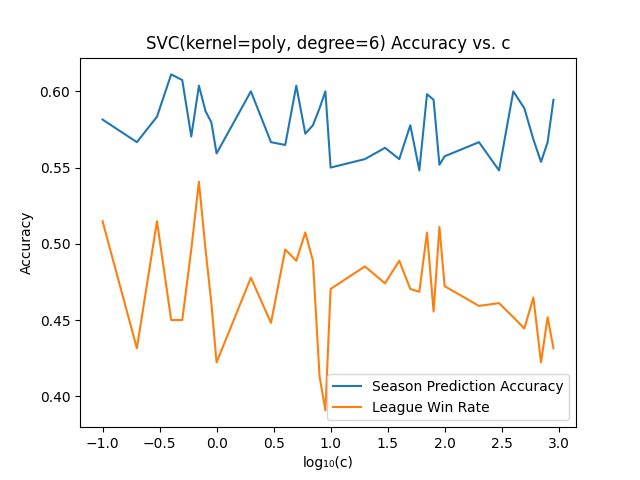 SVC(kernel=poly, degree=6) Accuracy vs. c
Accuracy
0.60
0.55
0.50
0.45
0.40
Season Prediction Accuracy
League Win Rate
−1.0 −0.5 0.0 0.5 1.0 1.5 2.0 2.5 3.0
log₁₀(c)